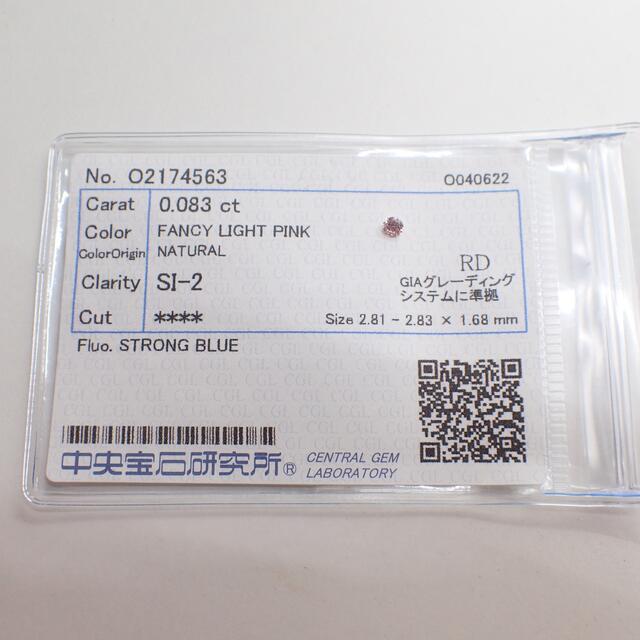 No. O2174563
O040622
Carat 0.083 ct
Color FANCY LIGHT PINK
ColorOrigin NATURAL
Clarity SI-2
RD
GIAグレーディング
システムに準拠
Cut ****
Size 2.81 - 2.83 × 1.68 mm
Fluo. STRONG BLUE
中央宝石研究所®
CENTRAL GEM
LABORATORY